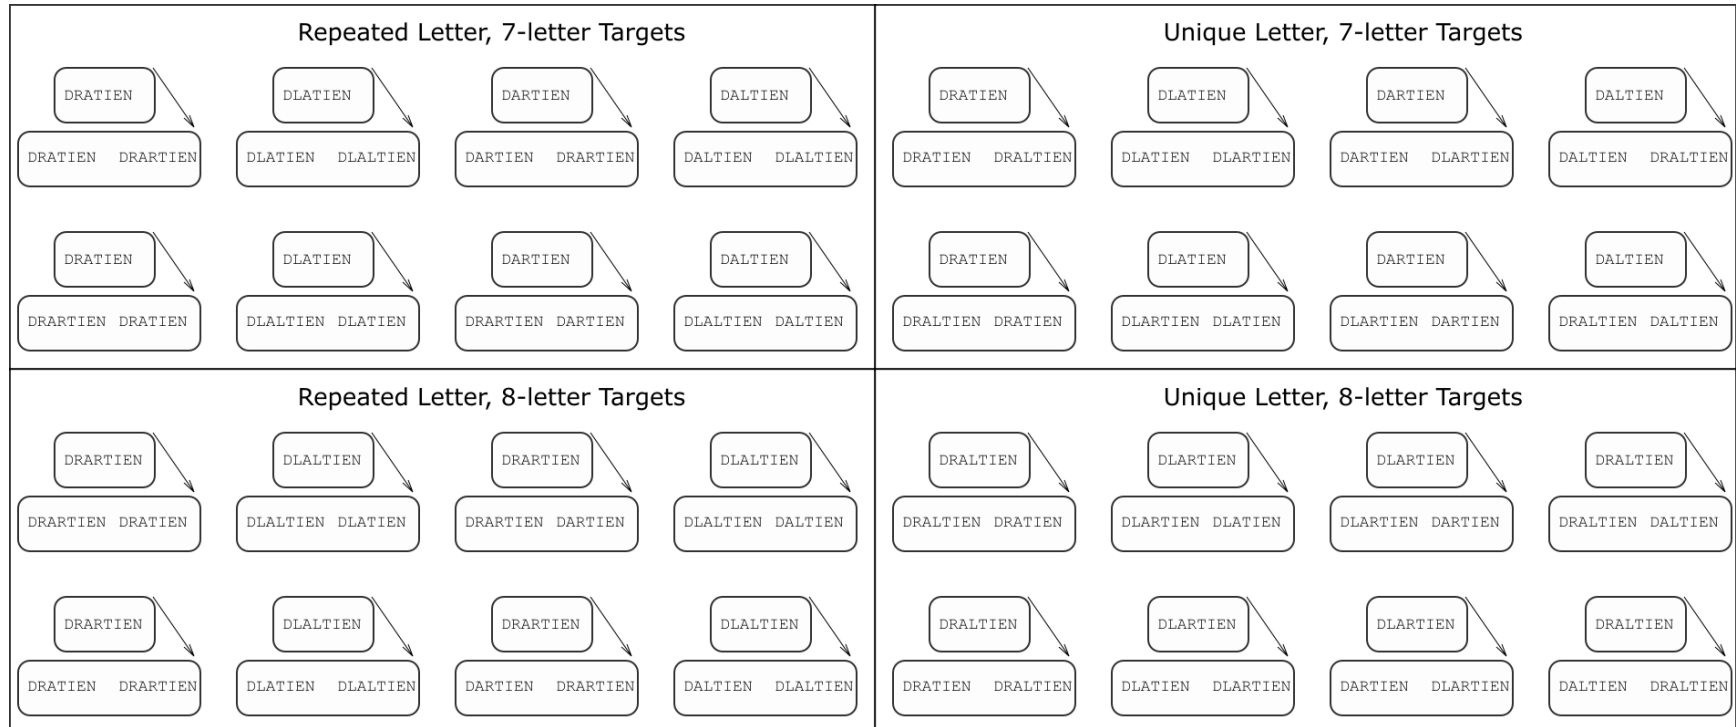 Repeated Letter, 7-letter Targets
DRATIEN DLATIEN DARTIEN DALTIEN
DRATIEN DRARTIEN DLATIEN DLALTIEN DARTIEN DRARTIEN DALTIEN DLALTIEN
DRATIEN DLATIEN DARTIEN DALTIEN
DRARTIEN DRATIEN DLALTIEN DLATIEN DRARTIEN DARTIEN DLALTIEN DALTIEN
Unique Letter, 7-letter Targets
DRATIEN DLATIEN DARTIEN DALTIEN
DRATIEN DRALTIEN DLATIEN DLARTIEN DARTIEN DLARTIEN DALTIEN DRALTIEN
DRATIEN DLATIEN DARTIEN DALTIEN
DRALTIEN DRATIEN DLARTIEN DLATIEN DLARTIEN DARTIEN DRALTIEN DALTIEN
Repeated Letter, 8-letter Targets
DRARTIEN DLALTIEN DRARTIEN DLALTIEN
DRARTIEN DRATIEN DLALTIEN DLATIEN DRARTIEN DARTIEN DLALTIEN DALTIEN
DRARTIEN DLALTIEN DRARTIEN DLALTIEN
DRATIEN DRARTIEN DLATIEN DLALTIEN DARTIEN DRARTIEN DALTIEN DLALTIEN
Unique Letter, 8-letter Targets
DRALTIEN DLARTIEN DLARTIEN DRALTIEN
DRALTIEN DRATIEN DLARTIEN DLATIEN DLARTIEN DARTIEN DRALTIEN DALTIEN
DRALTIEN DLARTIEN DLARTIEN DRALTIEN
DRATIEN DRALTIEN DLATIEN DLARTIEN DARTIEN DLARTIEN DALTIEN DRALTIEN